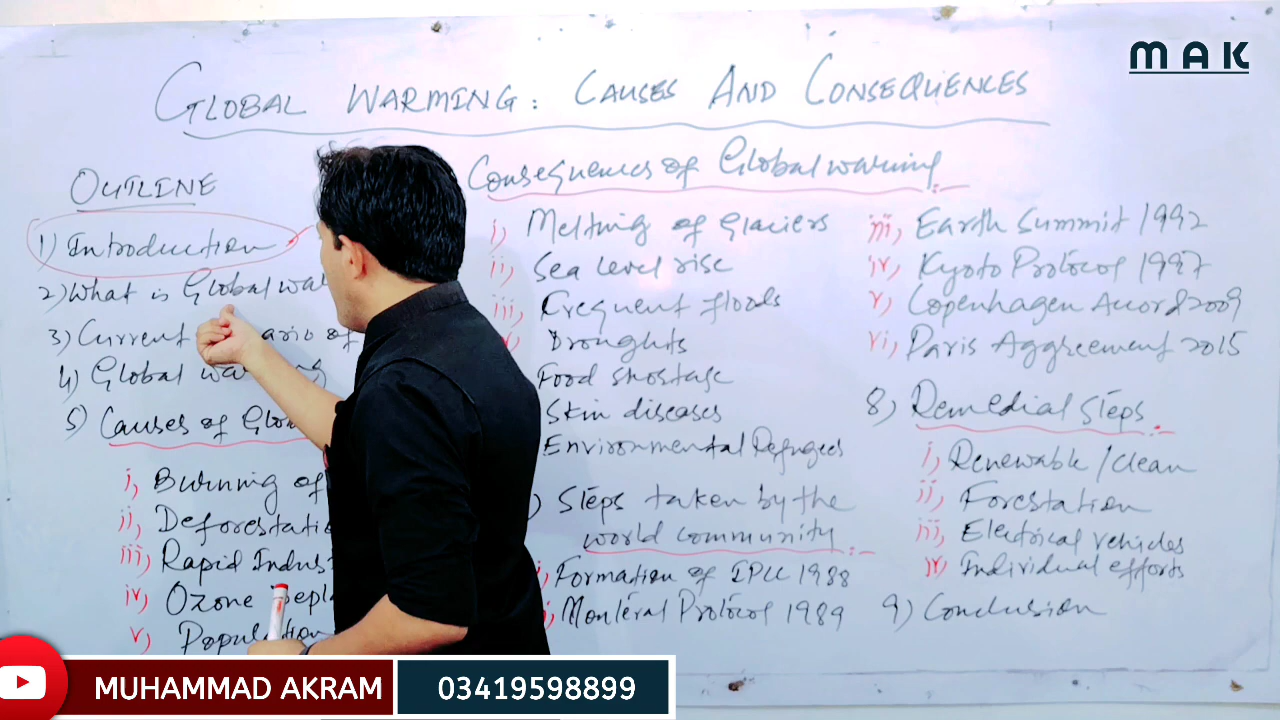 MAK
GLOBAL WARMING: CAUSES AND CONSEQUENCES
OUTLINE
1) Introduction
2) What is Global
3) Current
4) Global
5) Causes of
i, Burning of
ii, Deforestati
iii, Rapid Indus
iv, Ozone
v, Population
Consequences of Global warming:
i, Melting of Glaciers
ii, Sea level rise
iii, Frequent floods
Droughts
Food shortage
Skin diseases
Environmental Refugees
) Steps taken by the
world community:
i, Formation of IPCC 1988
i, Montéral Protocol 1989
iii, Earth Summit 1992
iv, Kyoto Protocol 1997
v, Copenhagen Accord 2009
vi, Paris Aggreement 2015
8) Remedial Steps:
i, Renewable/clean
ii, Forestation
iii, Electrical vehicles
iv, Individual efforts
9) Conclusion
MUHAMMAD AKRAM
03419598899